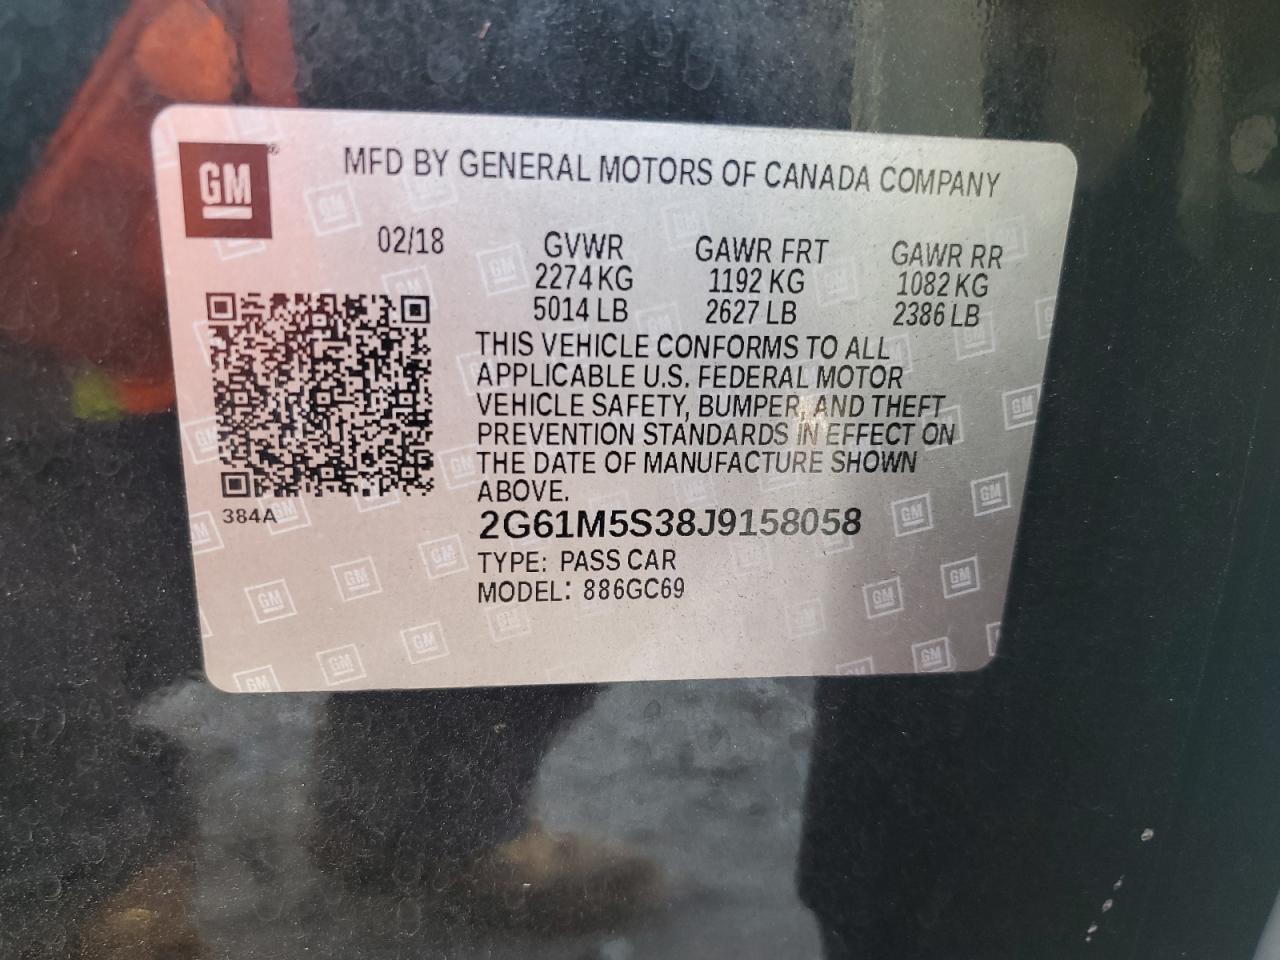 GM®
MFD BY GENERAL MOTORS OF CANADA COMPANY
02/18
GVWR GAWR FRT GAWR RR
2274 KG 1192 KG 1082 KG
5014 LB 2627 LB 2386 LB
THIS VEHICLE CONFORMS TO ALL
APPLICABLE U.S. FEDERAL MOTOR
VEHICLE SAFETY, BUMPER, AND THEFT
PREVENTION STANDARDS IN EFFECT ON
THE DATE OF MANUFACTURE SHOWN
ABOVE.
384A
2G61M5S38J9158058
TYPE: PASS CAR
MODEL: 886GC69